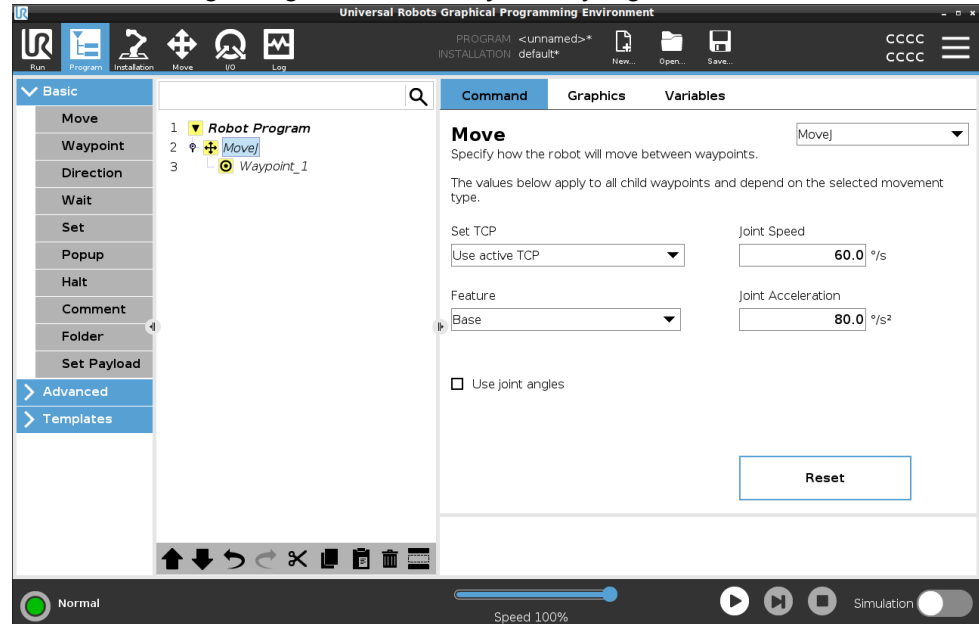 Universal Robots Graphical Programming Environment
PROGRAM <unnamed>*
INSTALLATION default*
Run
Program
Installation
Move
I/O
Log
New...
Open...
Save...
CCCC
CCCC
Basic
Move
Waypoint
Direction
Wait
Set
Popup
Halt
Comment
Folder
Set Payload
Advanced
Templates
1 Robot Program
2 MoveJ
3 Waypoint_1
Command Graphics Variables
Move
MoveJ
Specify how the robot will move between waypoints.
The values below apply to all child waypoints and depend on the selected movement
type.
Set TCP
Use active TCP
Joint Speed
60.0 °/s
Feature
Base
Joint Acceleration
80.0 °/s²
Use joint angles
Reset
Normal
Speed 100%
Simulation